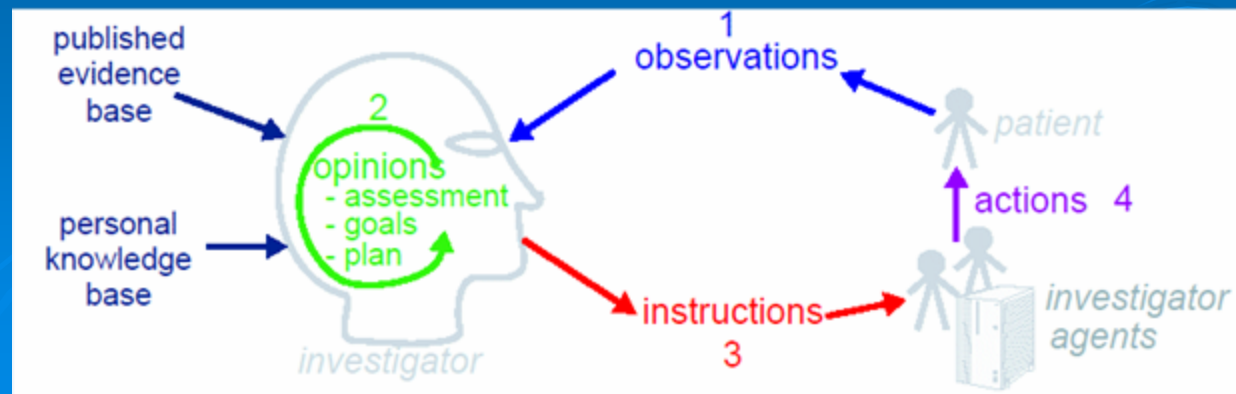 published
evidence
base
personal
knowledge
base
2
opinions
- assessment
- goals
- plan
investigator
1
observations
patient
actions 4
investigator
agents
instructions
3